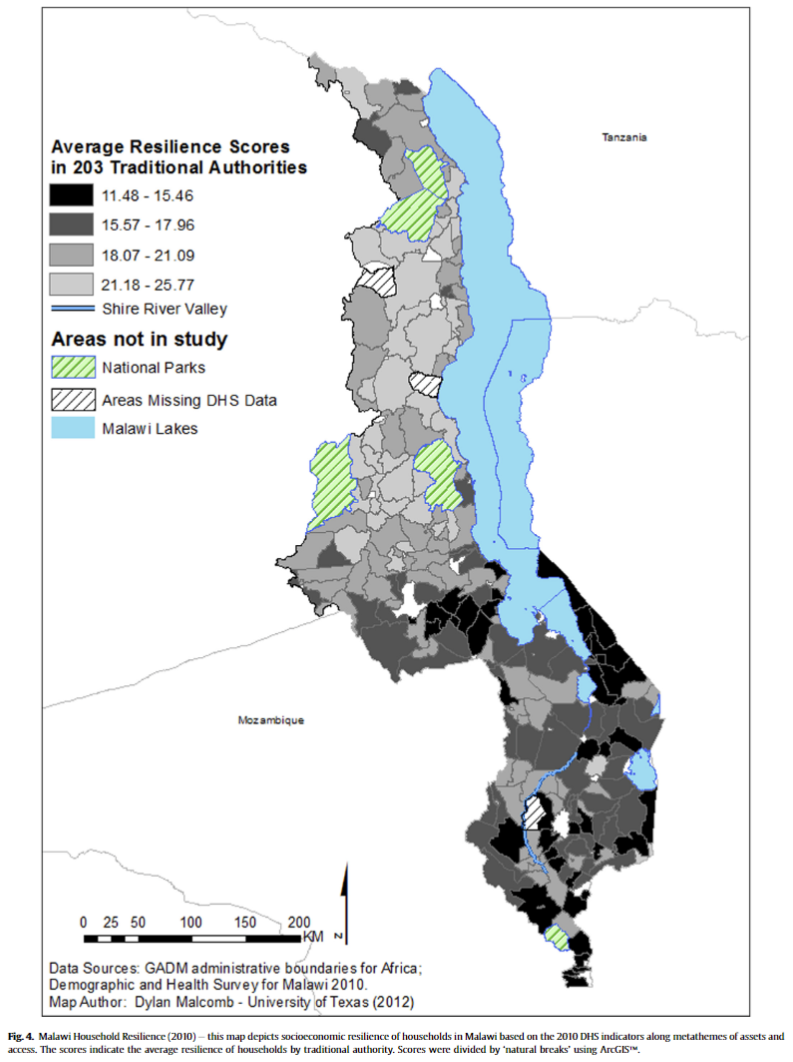 Tanzania
Average Resilience Scores
in 203 Traditional Authorities
11.48 - 15.46
15.57 - 17.96
18.07 - 21.09
21.18 - 25.77
Shire River Valley
Areas not in study
National Parks
Areas Missing DHS Data
Malawi Lakes
Mozambique
0 25 50 100 150 200
KM
N
Data Sources: GADM administrative boundaries for Africa;
Demographic and Health Survey for Malawi 2010.
Map Author: Dylan Malcomb - University of Texas (2012)
Fig. 4. Malawi Household Resilience (2010) – this map depicts socioeconomic resilience of households in Malawi based on the 2010 DHS indicators along metathemes of assets and
access. The scores indicate the average resilience of households by traditional authority. Scores were divided by 'natural breaks' using ArcGIS™.